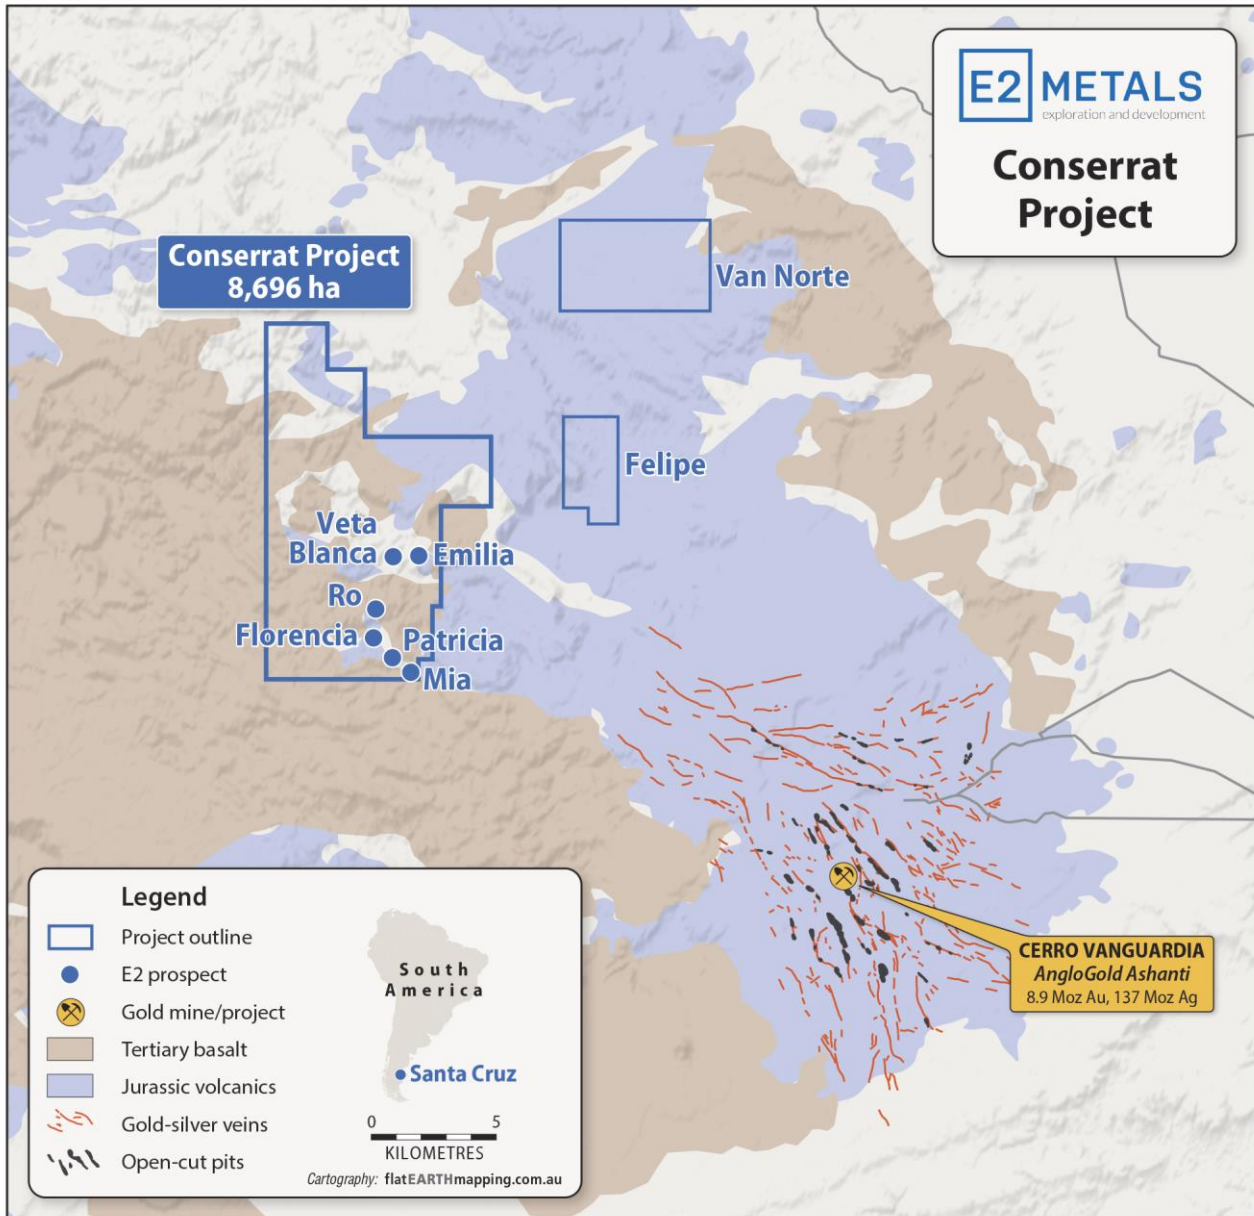 E2 METALS
exploration and development
Conserrat
Project
Conserrat Project
8,696 ha
Van Norte
Felipe
Veta
Blanca
Emilia
Ro
Florencia
Patricia
Mia
CERRO VANGUARDIA
AngloGold Ashanti
8.9 Moz Au, 137 Moz Ag
Legend
Project outline
E2 prospect
Gold mine/project
Tertiary basalt
Jurassic volcanics
Gold-silver veins
Open-cut pits
South
America
Santa Cruz
0 5
KILOMETRES
Cartography: flatEARTHmapping.com.au